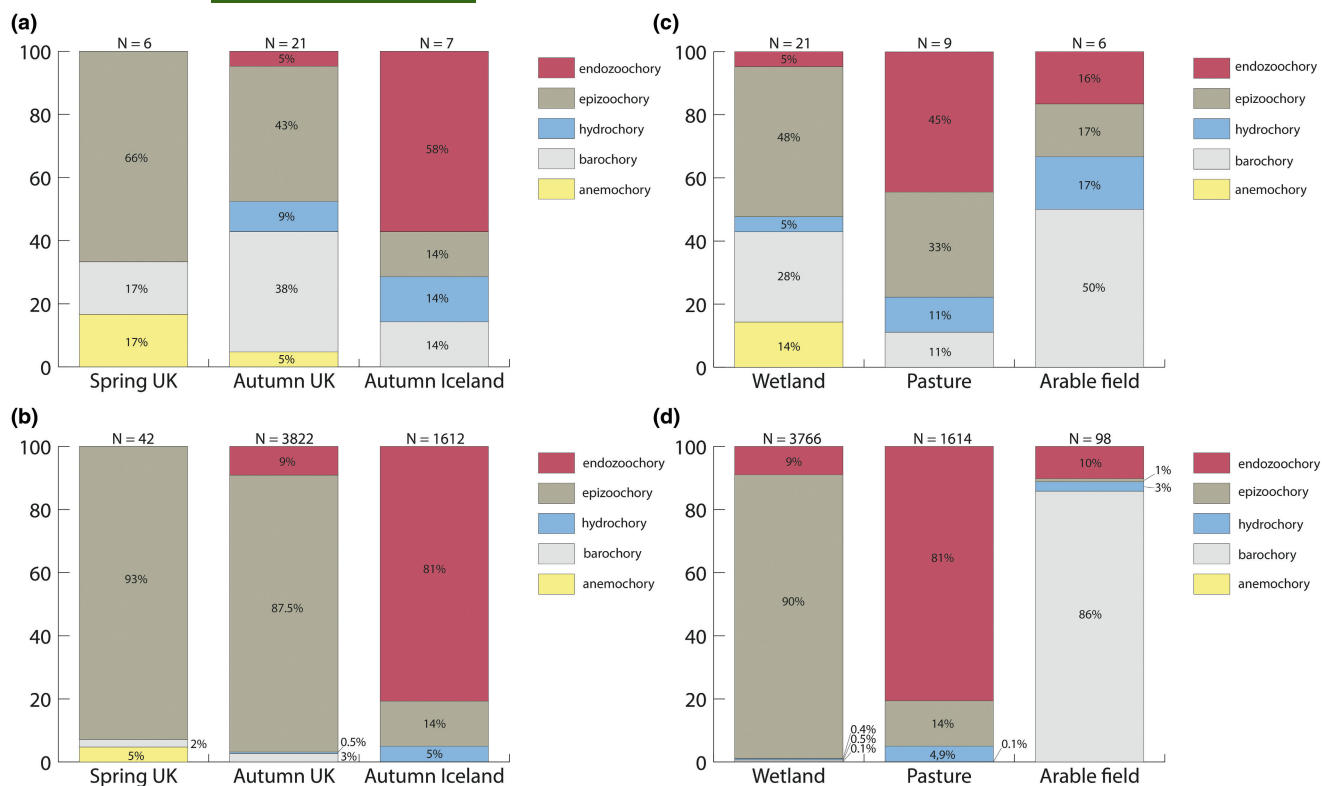 (a)
N = 6
N = 21
N = 7
100
80
60
40
20
0
66%
17%
17%
5%
43%
9%
38%
5%
58%
14%
14%
14%
Spring UK
Autumn UK
Autumn Iceland
endozoochory
epizoochory
hydrochory
barochory
anemochory
(c)
N = 21
N = 9
N = 6
100
80
60
40
20
0
5%
48%
5%
28%
14%
45%
33%
11%
11%
16%
17%
17%
50%
Wetland
Pasture
Arable field
endozoochory
epizoochory
hydrochory
barochory
anemochory
(b)
N = 42
N = 3822
N = 1612
100
80
60
40
20
0
93%
2%
5%
9%
87.5%
0.5%
3%
81%
14%
5%
Spring UK
Autumn UK
Autumn Iceland
endozoochory
epizoochory
hydrochory
barochory
anemochory
(d)
N = 3766
N = 1614
N = 98
100
80
60
40
20
0
9%
90%
0.4%
0.5%
0.1%
81%
14%
4,9%
0.1%
10%
1%
3%
86%
Wetland
Pasture
Arable field
endozoochory
epizoochory
hydrochory
barochory
anemochory